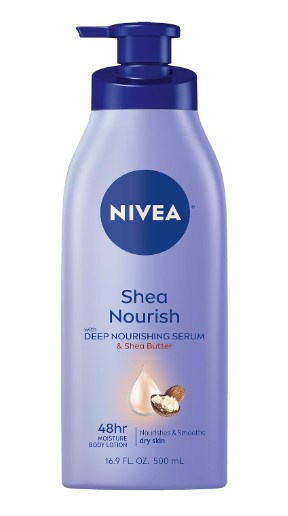 NIVEA
Shea
Nourish
with
DEEP NOURISHING SERUM
& Shea Butter
48hr
MOISTURE
BODY LOTION
Nourishes & Smooths
dry skin
16.9 FL. OZ. 500 mL